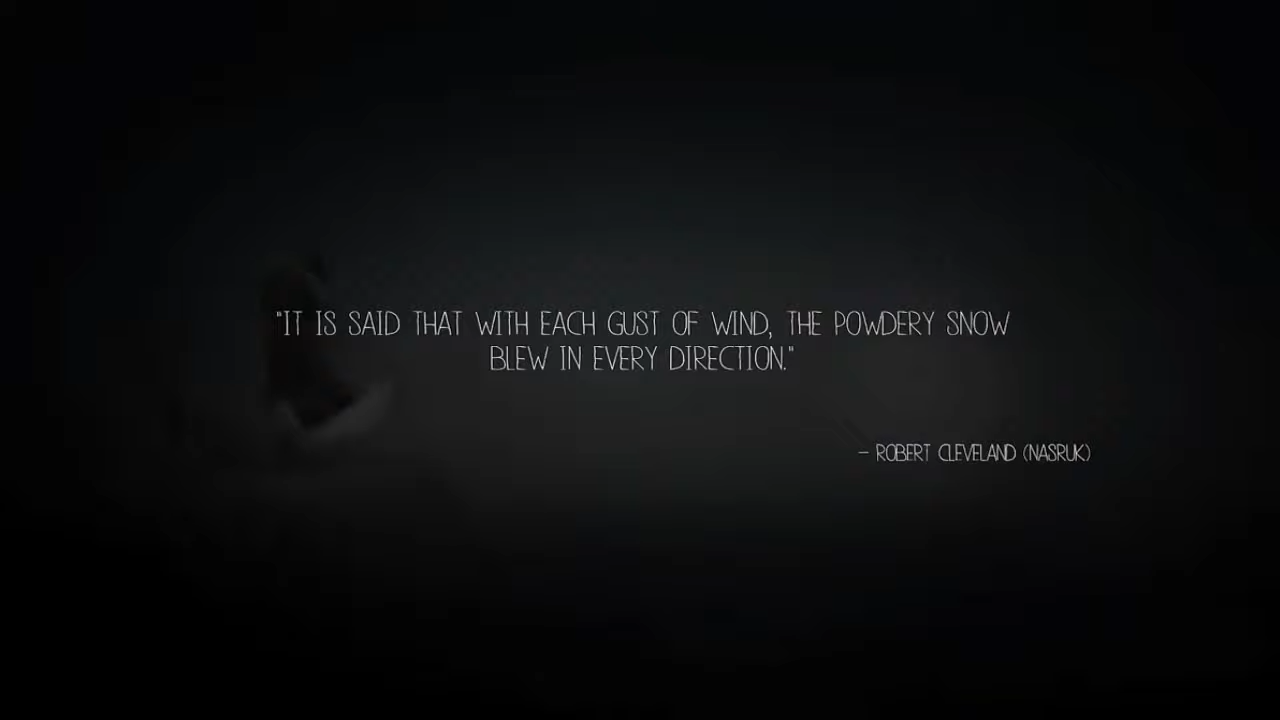 "IT IS SAID THAT WITH EACH GUST OF WIND, THE POWDERY SNOW
BLEW IN EVERY DIRECTION."
– ROBERT CLEVELAND (NASRUK)